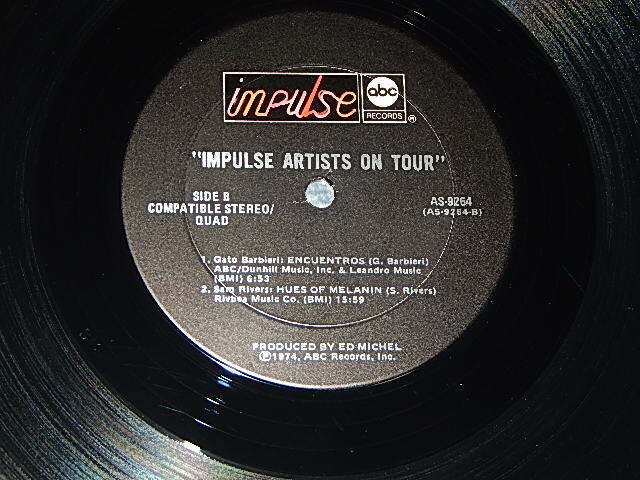 impulse abc
RECORDS ®
"IMPULSE ARTISTS ON TOUR"
SIDE B
COMPATIBLE STEREO/
QUAD
AS-9264
(AS-9264-B)
1. Gato Barbieri: ENCUENTROS (G. Barbieri)
ABC/Dunhill Music, Inc. & Leandro Music
(BMI) 6:53
2. Sam Rivers: HUES OF MELANIN (S. Rivers)
Rivbea Music Co. (BMI) 15:59
PRODUCED BY ED MICHEL
℗1974, ABC Records, Inc.